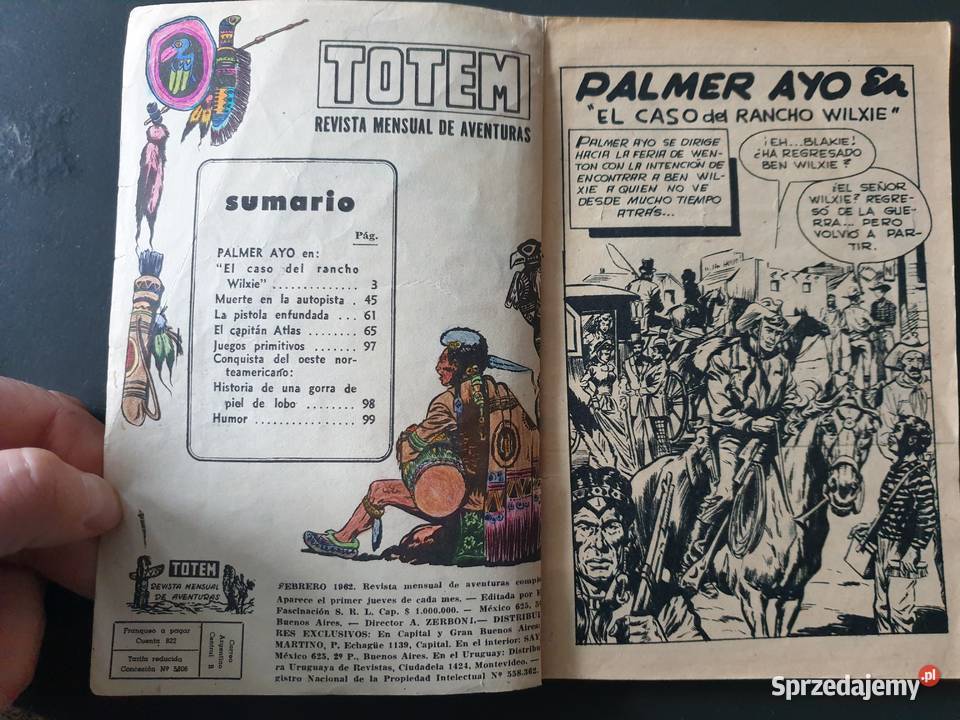 TOTEM
REVISTA MENSUAL DE AVENTURAS
sumario
Pág.
PALMER AYO en:
"El caso del rancho
Wilxie" .............. 3
Muerte en la autopista . 45
La pistola enfundada ... 61
El capitán Atlas ........ 65
Juegos primitivos ....... 97
Conquista del oeste nor-
teamericano:
Historia de una gorra de
piel de lobo ........ 98
Humor ................ 99
TOTEM
REVISTA MENSUAL
DE AVENTURAS
Franqueo a pagar
Cuenta 822
Tarifa reducida
Concesión Nº 5806
Correo
Argentino
Central B
FEBRERO 1962. Revista mensual de aventuras
Aparece el primer jueves de cada mes. — Editada por
Fascinación S. R. L. Cap. $ 1.000.000. — México 625,
Buenos Aires. — Director A. ZERBONI.— DISTRIBUI
RES EXCLUSIVOS: En Capital y Gran Buenos Aires
MARTINO, P. Echagüe 1139, Capital. En el interior: SAY
México 625, 2º P., Buenos Aires. En el Uruguay: Distribu
ra Uruguaya de Revistas, Ciudadela 1424, Montevideo. —
gistro Nacional de la Propiedad Intelectual Nº 558.362.
PALMER AYO En
"EL CASO del RANCHO WILXIE"
PALMER AYO SE DIRIGE
HACIA LA FERIA DE WEN-
TON CON LA INTENCIÓN DE
ENCONTRAR A BEN WIL-
XIE A QUIEN NO VE
DESDE MUCHO TIEMPO
ATRÁS...
¡EH...BLAKIE!
¿HA REGRESADO
BEN WILXIE?
¿EL SEÑOR
WILXIE? REGRE-
SÓ DE LA GUE-
RRA... PERO
VOLVIÓ A PAR-
TIR.
Sprzedajemy.pl